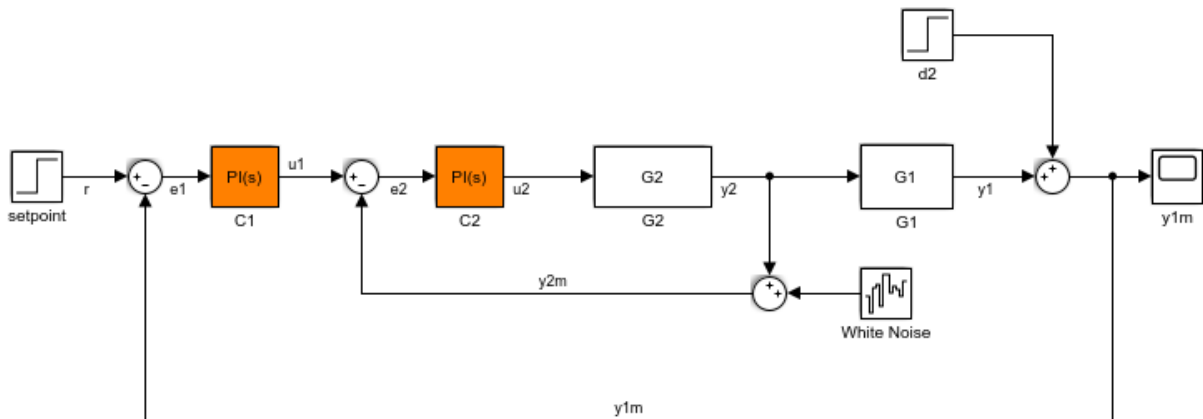 d2
setpoint
r
e1
PI(s)
C1
u1
e2
PI(s)
C2
u2
G2
G2
y2
G1
G1
y1
y1m
y2m
White Noise
y1m